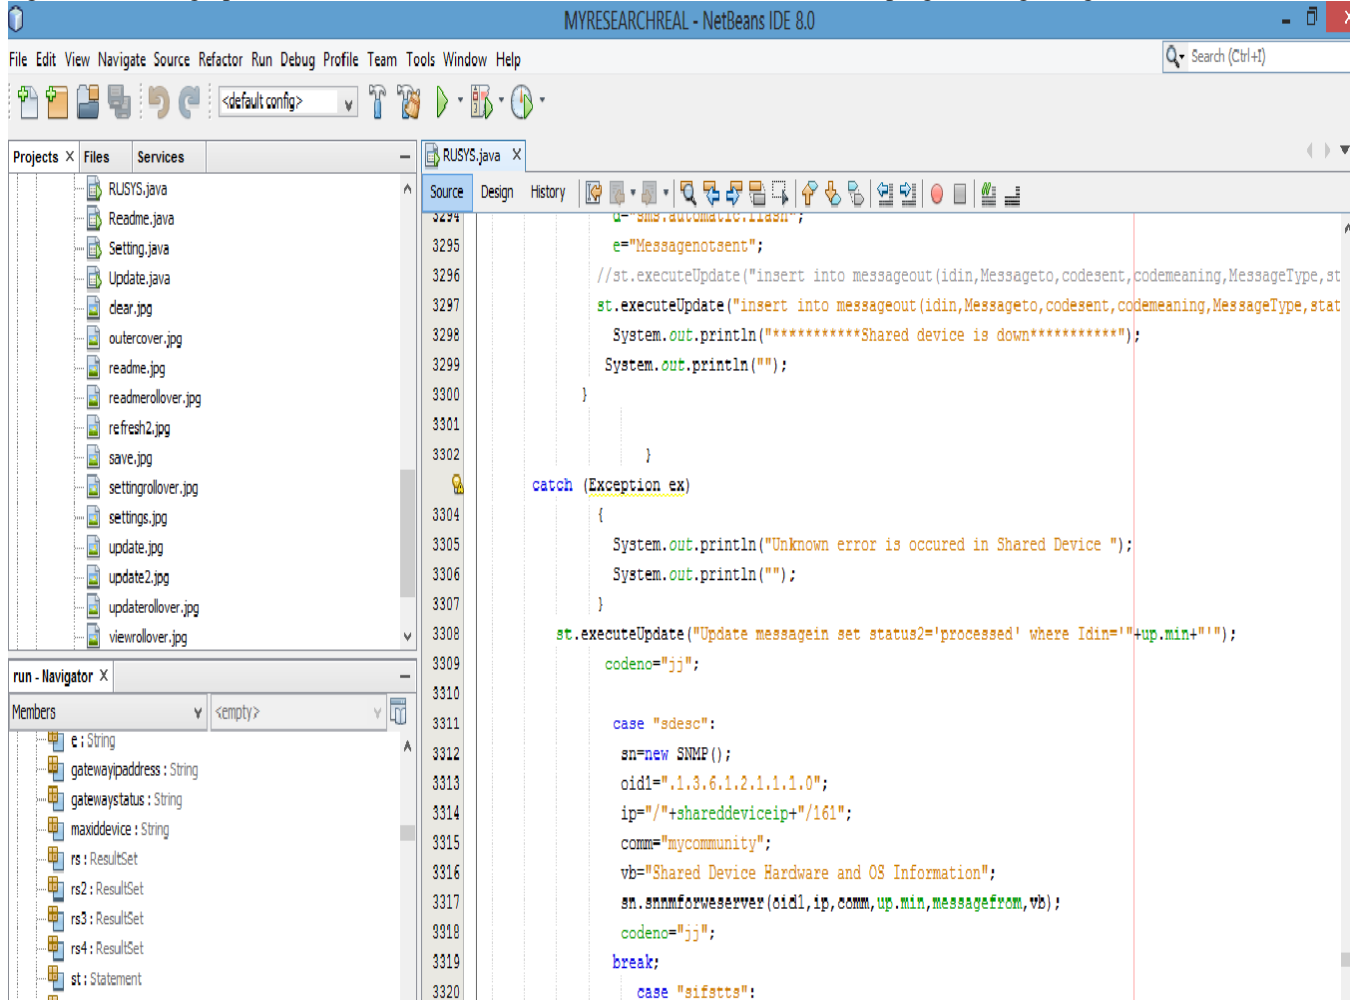 MYRESEARCHREAL - NetBeans IDE 8.0
File Edit View Navigate Source Refactor Run Debug Profile Team Tools Window Help
Search (Ctrl+I)
<default config>
Projects Files Services
RUSYS.java
Readme.java
Setting.java
Update.java
clear.jpg
outercover.jpg
readme.jpg
readmerollover.jpg
refresh2.jpg
save.jpg
settingrollover.jpg
settings.jpg
update.jpg
update2.jpg
updaterollover.jpg
viewrollover.jpg
run - Navigator
Members <empty>
e : String
gatewayipaddress : String
gatewaystatus : String
maxiddevice : String
rs : ResultSet
rs2 : ResultSet
rs3 : ResultSet
rs4 : ResultSet
st : Statement
RUSYS.java
Source Design History
3294 d="sms.automatic.flash";
3295 e="Messagenotsent";
3296 //st.executeUpdate("insert into messageout(idin,Messageto,codesent,codemeaning,MessageType,st
3297 st.executeUpdate("insert into messageout(idin,Messageto,codesent,codemeaning,MessageType,stat
3298 System.out.println("***********Shared device is down***********");
3299 System.out.println("");
3300 }
3301
3302 }
catch (Exception ex)
3304 {
3305 System.out.println("Unknown error is occured in Shared Device ");
3306 System.out.println("");
3307 }
3308 st.executeUpdate("Update messagein set status2='processed' where Idin='"+up.min+"'");
3309 codeno="jj";
3310
3311 case "sdesc":
3312 sn=new SNMP();
3313 oid1=".1.3.6.1.2.1.1.1.0";
3314 ip="/"+shareddeviceip+"/161";
3315 comm="mycommunity";
3316 vb="Shared Device Hardware and OS Information";
3317 sn.snnmforweserver(oid1,ip,comm,up.min,messagefrom,vb);
3318 codeno="jj";
3319 break;
3320 case "sifstts":